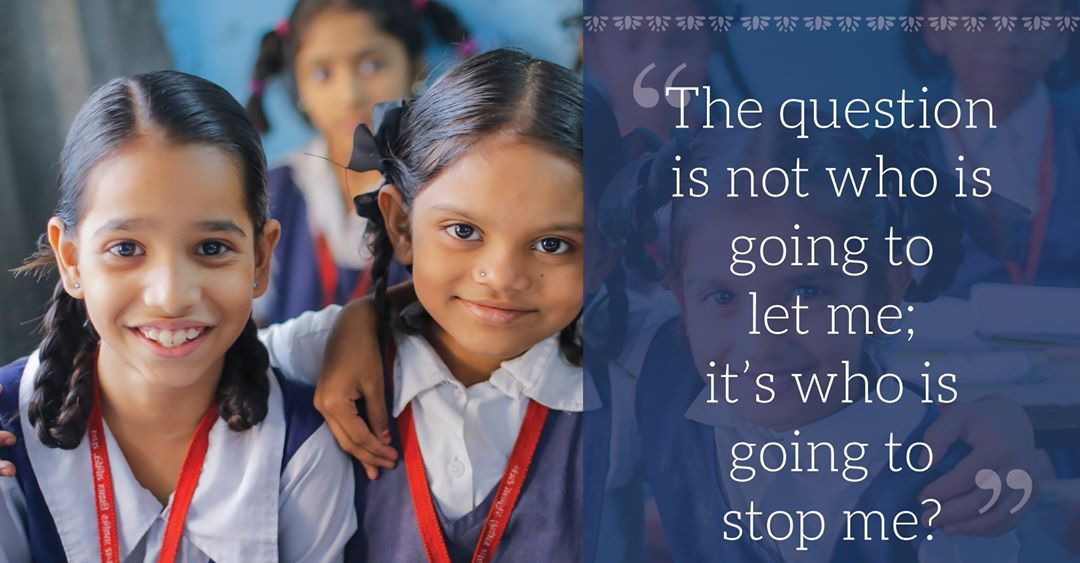 “The question
is not who is
going to
let me;
it’s who is
going to
stop me?”